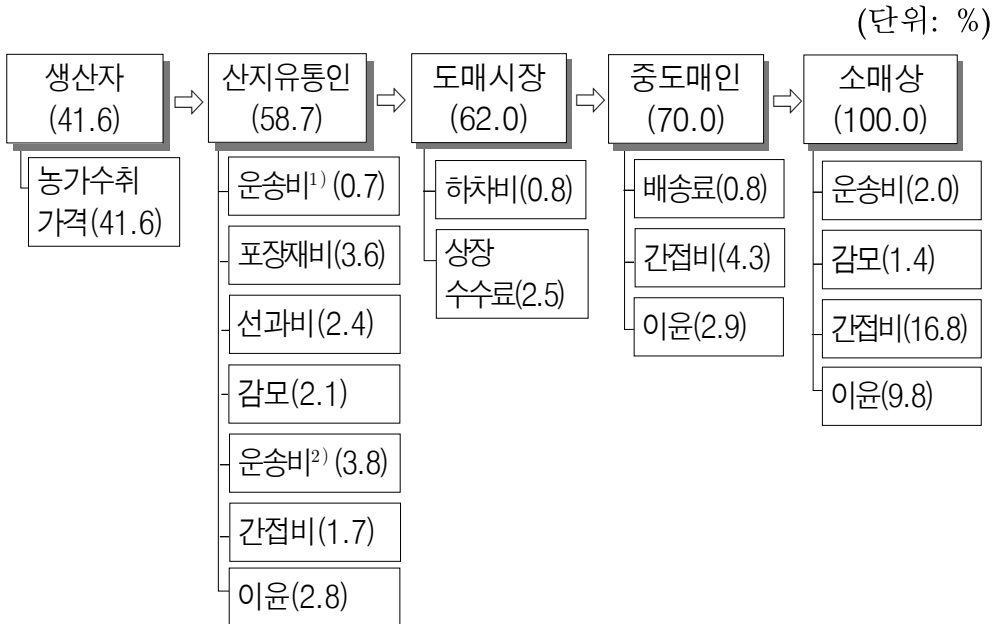 (단위: %)
생산자
(41.6)
산지유통인
(58.7)
도매시장
(62.0)
중도매인
(70.0)
소매상
(100.0)
농가수취
가격(41.6)
운송비1) (0.7)
포장재비(3.6)
선과비(2.4)
감모(2.1)
운송비2) (3.8)
간접비(1.7)
이윤(2.8)
하차비(0.8)
상장
수수료(2.5)
배송료(0.8)
간접비(4.3)
이윤(2.9)
운송비(2.0)
감모(1.4)
간접비(16.8)
이윤(9.8)